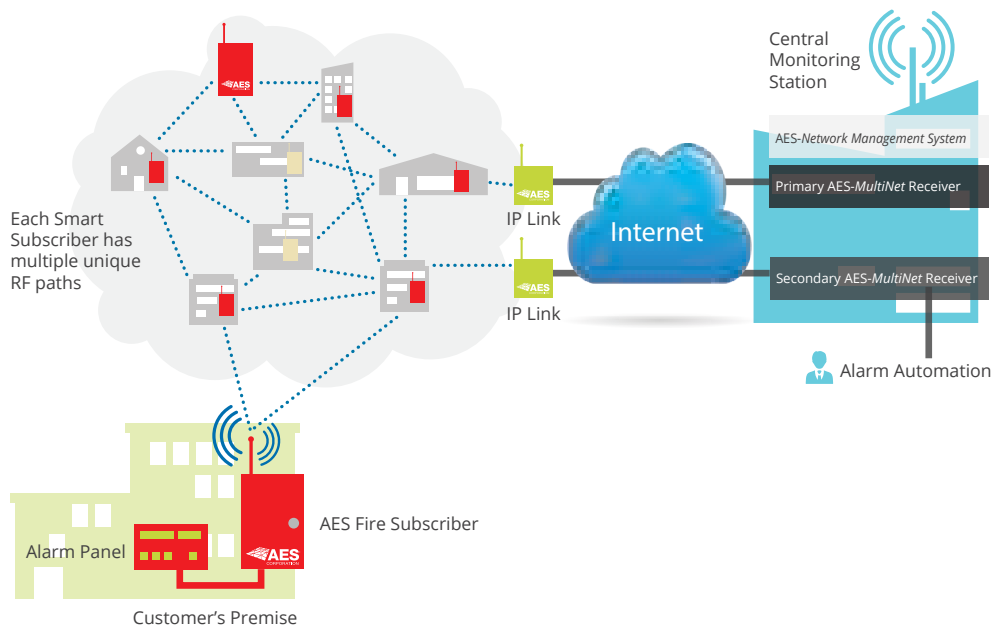 AES
Central
Monitoring
Station
AES-Network Management System
Primary AES-MultiNet Receiver
AES
IP Link
Each Smart
Subscriber has
multiple unique
RF paths
Internet
AES
IP Link
Secondary AES-MultiNet Receiver
Alarm Automation
AES Fire Subscriber
Alarm Panel
AES
CORPORATION
Customer’s Premise